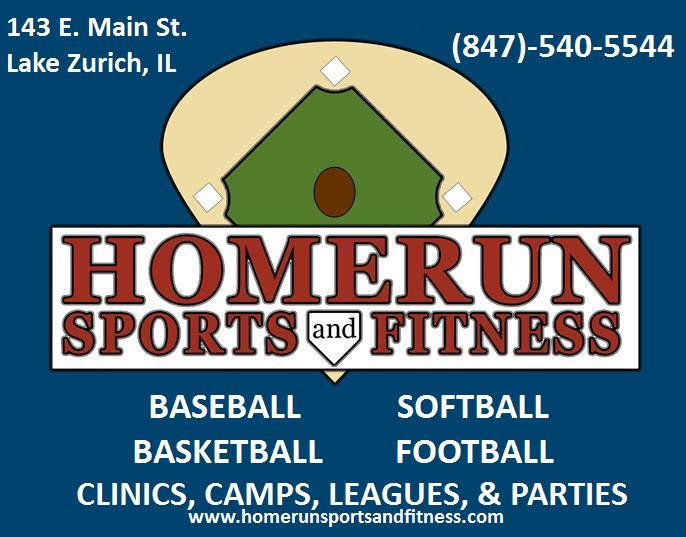 143 E. Main St.
Lake Zurich, IL
(847)-540-5544
HOMERUN
SPORTS and FITNESS
BASEBALL SOFTBALL
BASKETBALL FOOTBALL
CLINICS, CAMPS, LEAGUES, & PARTIES
www.homerunsportsandfitness.com